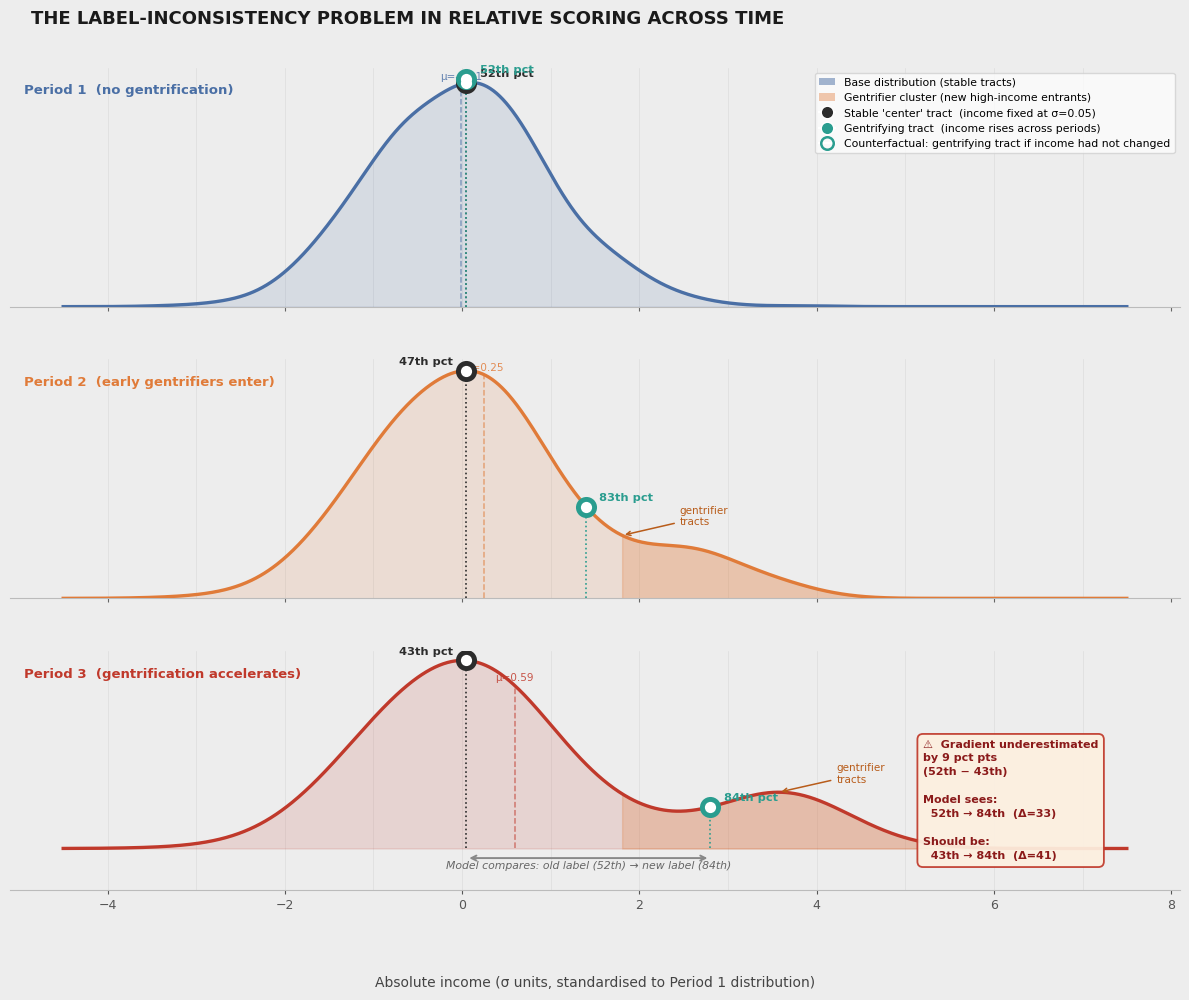 THE LABEL-INCONSISTENCY PROBLEM IN RELATIVE SCORING ACROSS TIME
Period 1  (no gentrification)
52nd pct
Base distribution (stable tracts)
Gentrifier cluster (new high-income entrants)
Stable 'center' tract  (income fixed at σ=0.05)
Gentrifying tract  (income rises across periods)
Counterfactual: gentrifying tract if income had not changed
Period 2  (early gentrifiers enter)
47th pct
=0.25
83th pct
gentrifier
tracts
Period 3  (gentrification accelerates)
43th pct
μ=0.59
84th pct
gentrifier
tracts
⚠  Gradient underestimated
by 9 pct pts
(52th − 43th)
Model sees:
52th → 84th  (Δ=33)
Should be:
43th → 84th  (Δ=41)
Model compares: old label (52th) → new label (84th)
−4
−2
0
2
4
6
8
Absolute income (σ units, standardised to Period 1 distribution)